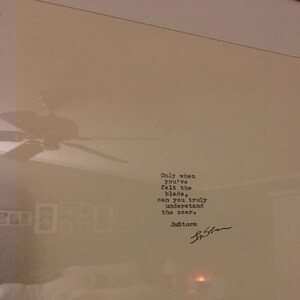 Only when
you've
felt the
blade,
can you truly
understand
the scar.
JmStorm